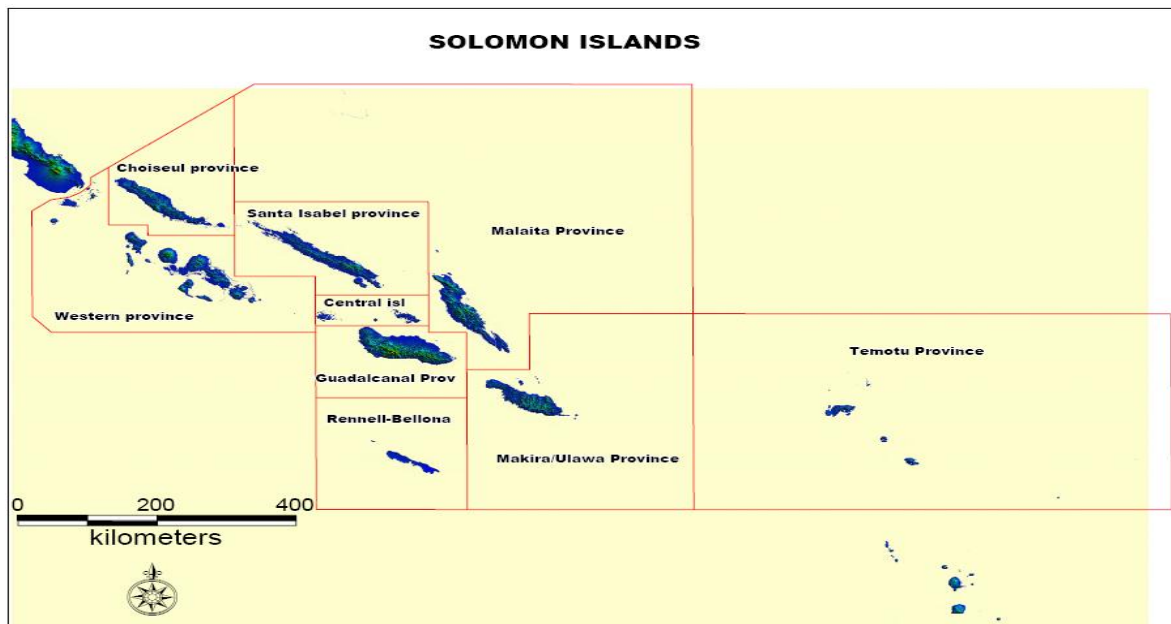 SOLOMON ISLANDS
Choiseul province
Santa Isabel province
Malaita Province
Central isl
Western province
Temotu Province
Guadalcanal Prov
Rennell-Bellona
Makira/Ulawa Province
0 200 400
kilometers